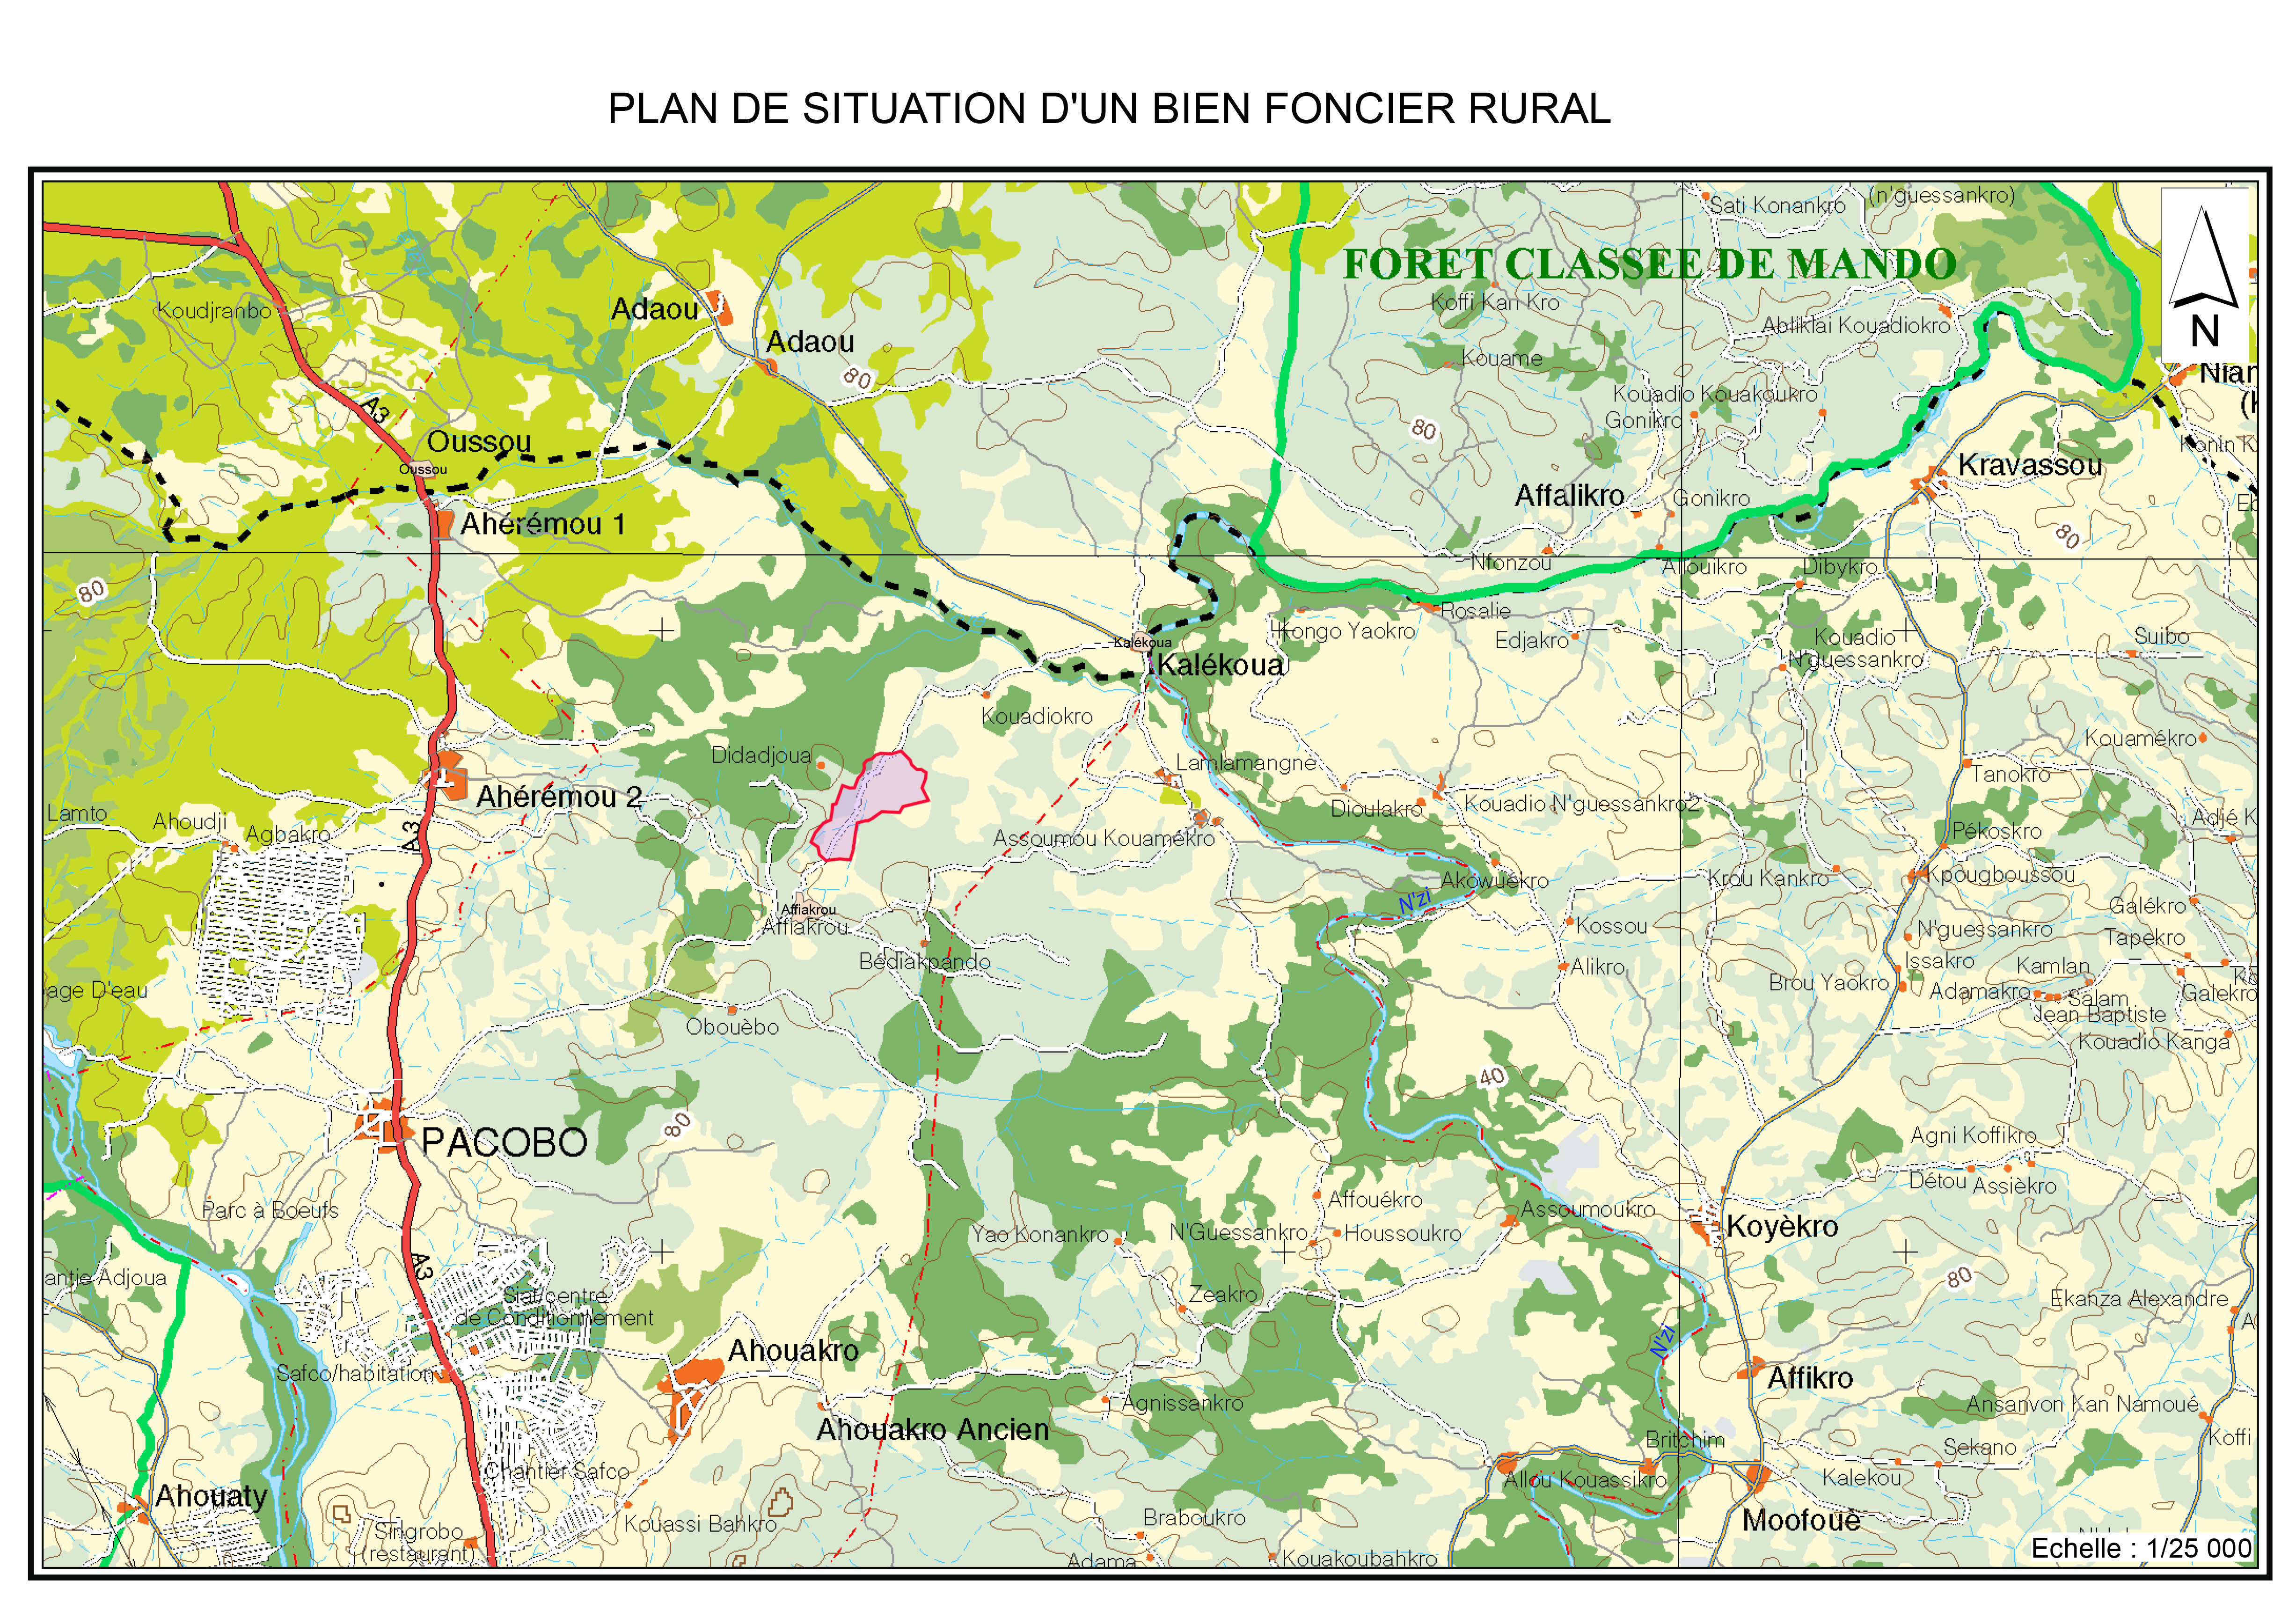 PLAN DE SITUATION D'UN BIEN FONCIER RURAL
(n'guessankro)
Sati Konankro
FORET CLASSEE DE MANDO
Koffi Kan Kro
Koudjranbo
Adaou
Adaou
Abliklai Kouadiokro
N
Kouame
80
A3
Kouadio Kouakoukro
Gonikro
80
Oussou
Oussou
Kravassou
Affalikro
Gonikro
Ahérémou 1
80
80
Nfonzou
Allouikro
Dibykro
Rosalie
Kongo Yaokro
Edjakro
Kalékoua
Kalékoua
Kouadio
N'guessankro
Suibo
Kouadiokro
Didadjoua
Kouamékro
Lamlamangne
Tanokro
Ahérémou 2
Dioulakro
Kouadio N'guessankro2
Lamto
Ahoudji
Agbakro
A3
Assoumou Kouamékro
Pékoskro
Adjé K
Akowuékro
Krou Kankro
Kpougboussou
N'zi
Affiakrou
Affiakrou
Kossou
Galékro
N'guessankro
Tapekro
Bédiakpando
Alikro
Issakro
Kamlan
Brou Yaokro
Adamakro
Salam
Galekro
Jean Baptiste
age D'eau
Obouèbo
Kouadio Kanga
40
PACOBO
80
Agni Koffikro
Détou
Assièkro
Parc à Boeufs
Affouékro
Assoumoukro
Yao Konankro
N'Guessankro
Houssoukro
Koyèkro
antie Adjoua
A3
80
Sial/centre
de Conditionnement
Zeakro
Ekanza Alexandre
N'zi
Ahouakro
Safco/habitation
Affikro
Agnissankro
Ansanvon Kan Namoué
Ahouakro Ancien
Britchim
Sekano
Koffi
Chantier Safco
Allou Kouassikro
Kalekou
Ahouaty
Kouassi Bahkro
Braboukro
Moofouè
Singrobo
(restaurant)
Adama
Kouakoubahkro
Echelle : 1/25 000